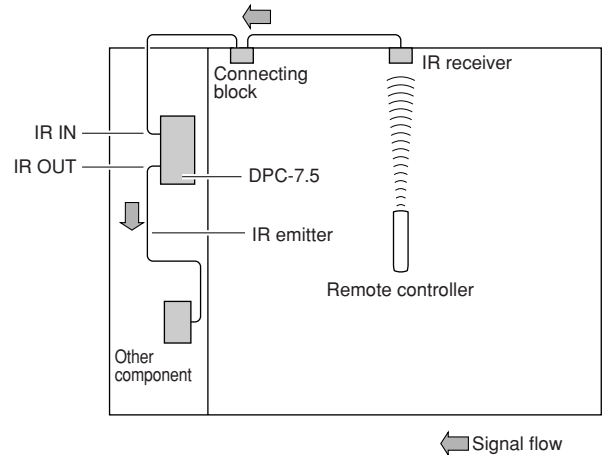 IR receiver
Connecting
block
IR IN
IR OUT
DPC-7.5
IR emitter
Remote controller
Other
component
Signal flow